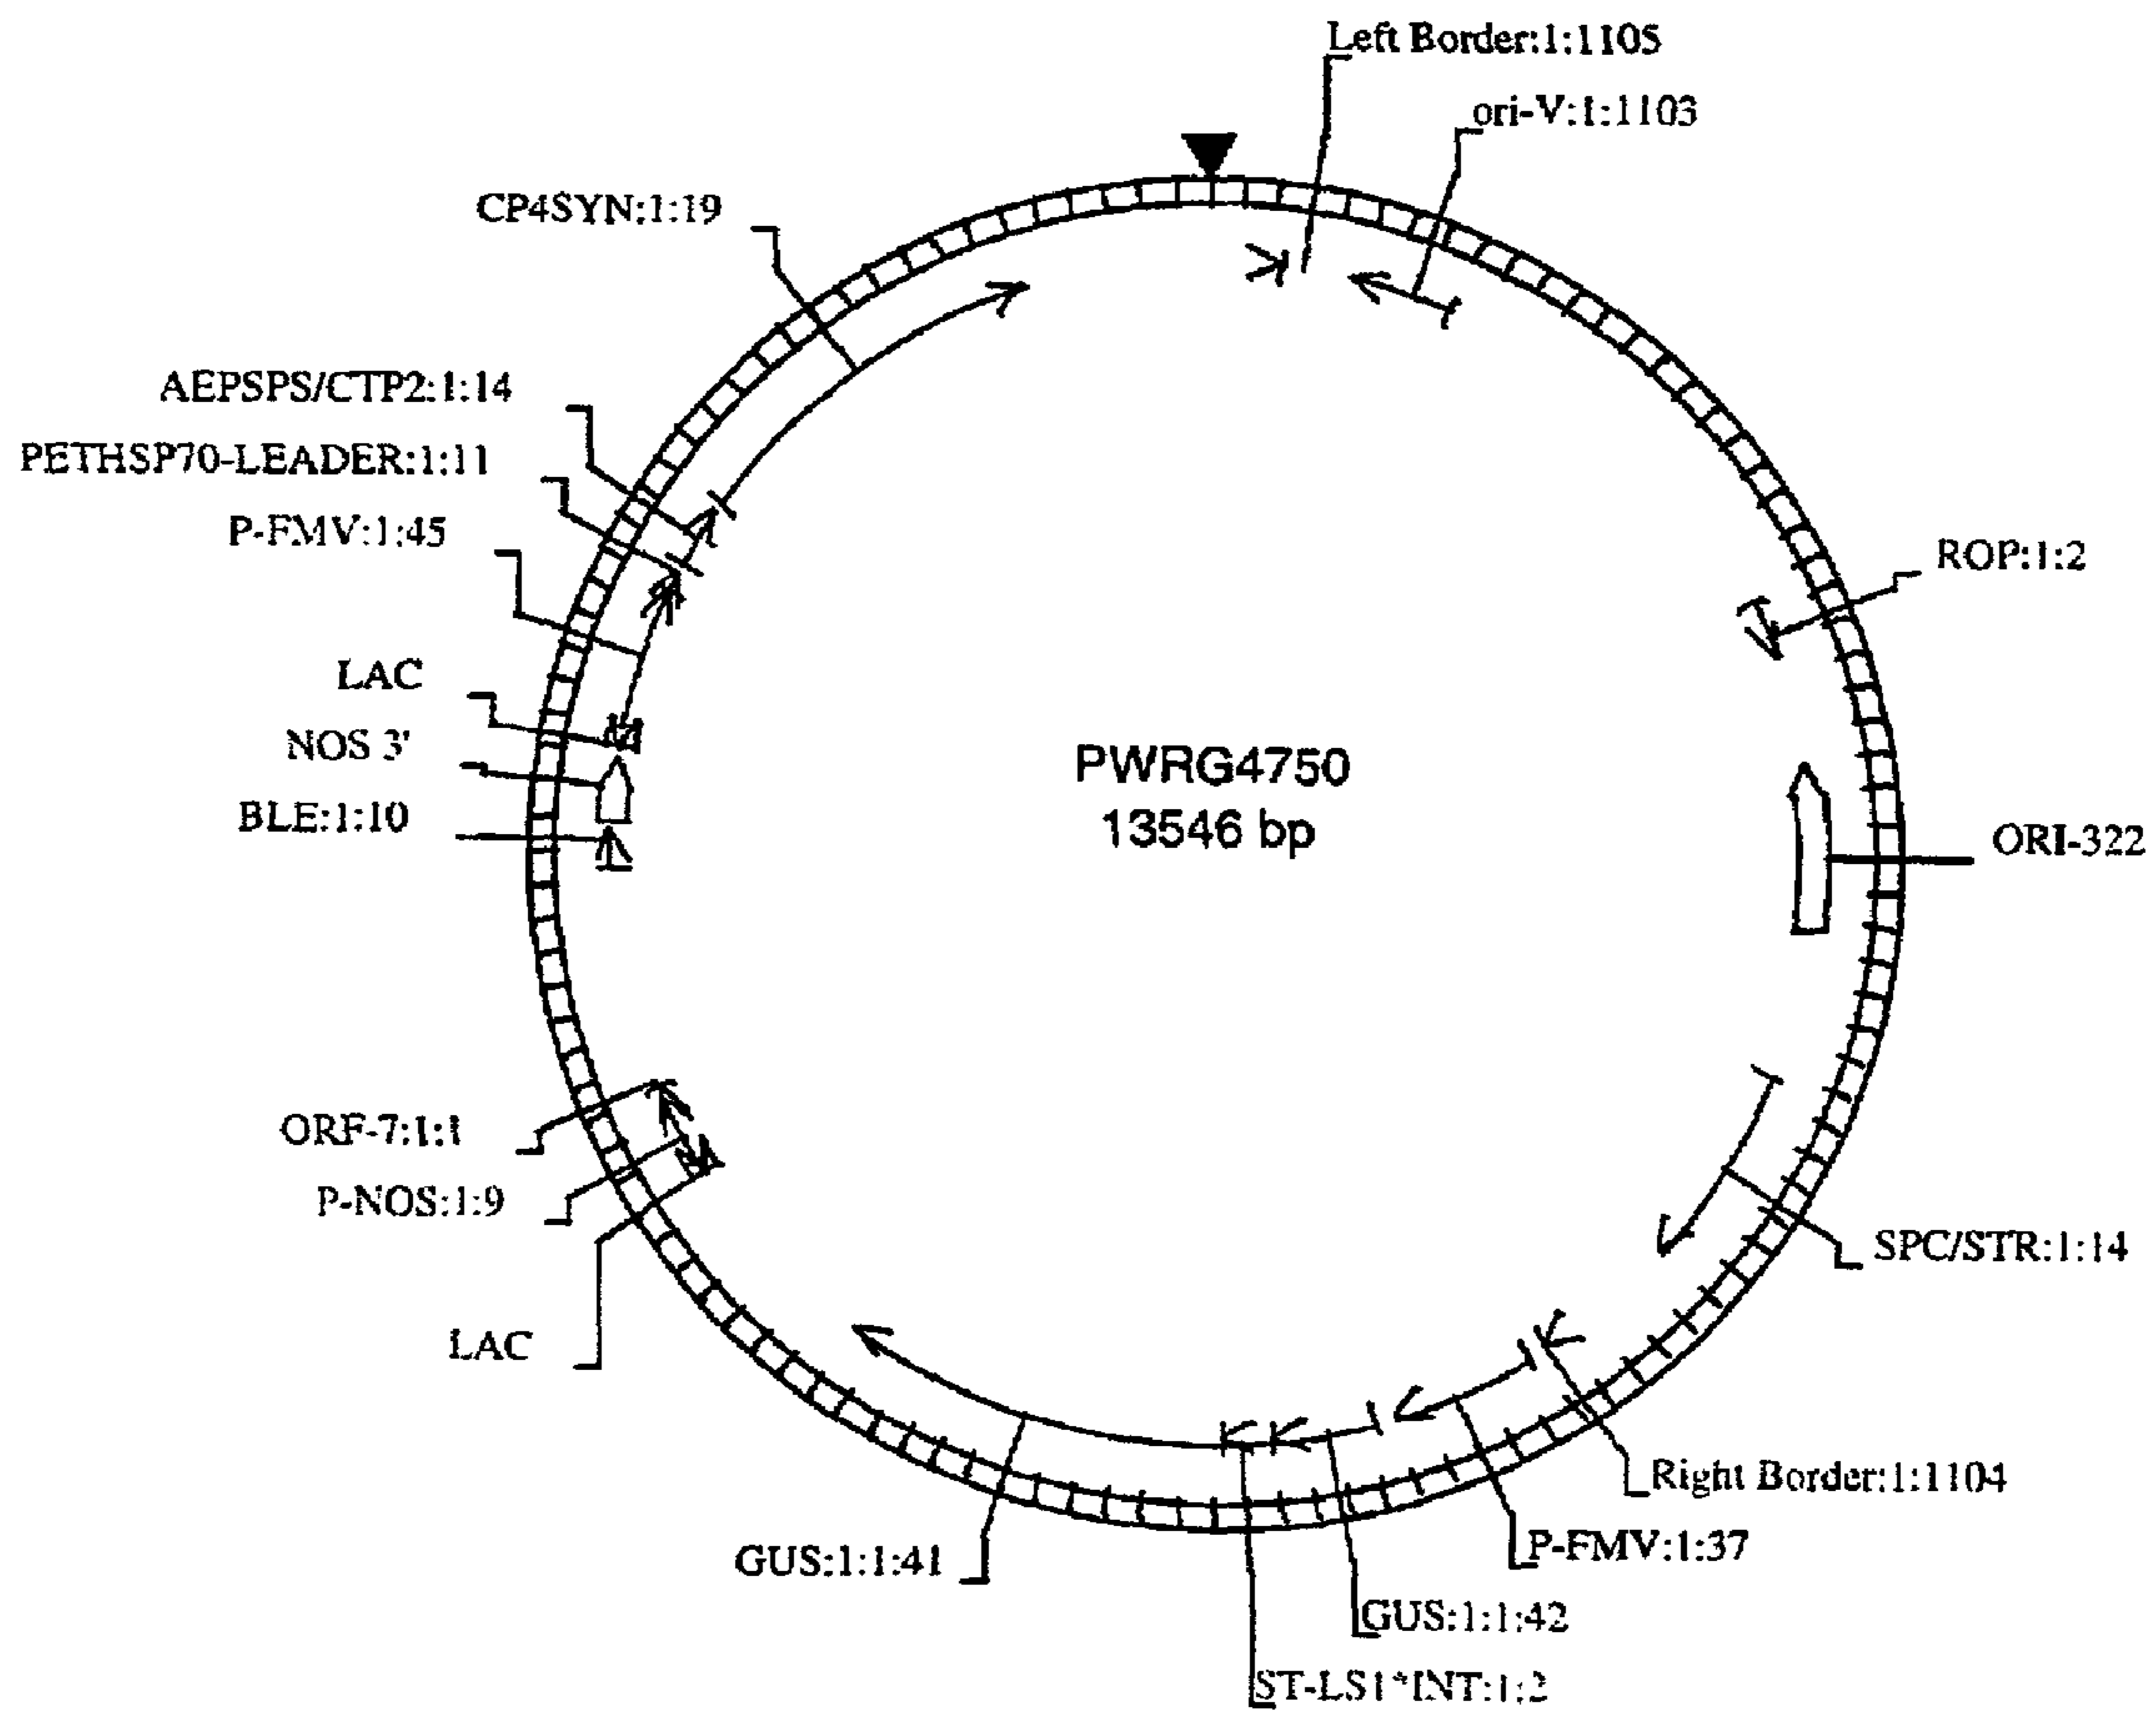 Left Border:1:1105
ori-V:1:1103
CP4SYN:1:19
AEPSPS/CTP2:1:14
PETHSP70-LEADER:1:11
P-FMV:1:45
ROP:1:2
LAC
NOS 3'
BLE:1:10
PWRG4750
13546 bp
ORI-322
ORF-7:1:1
P-NOS:1:9
LAC
SPC/STR:1:14
Right Border:1:1104
P-FMV:1:37
GUS:1:1:41
GUS:1:1:42
ST-LS1*INT:1:2